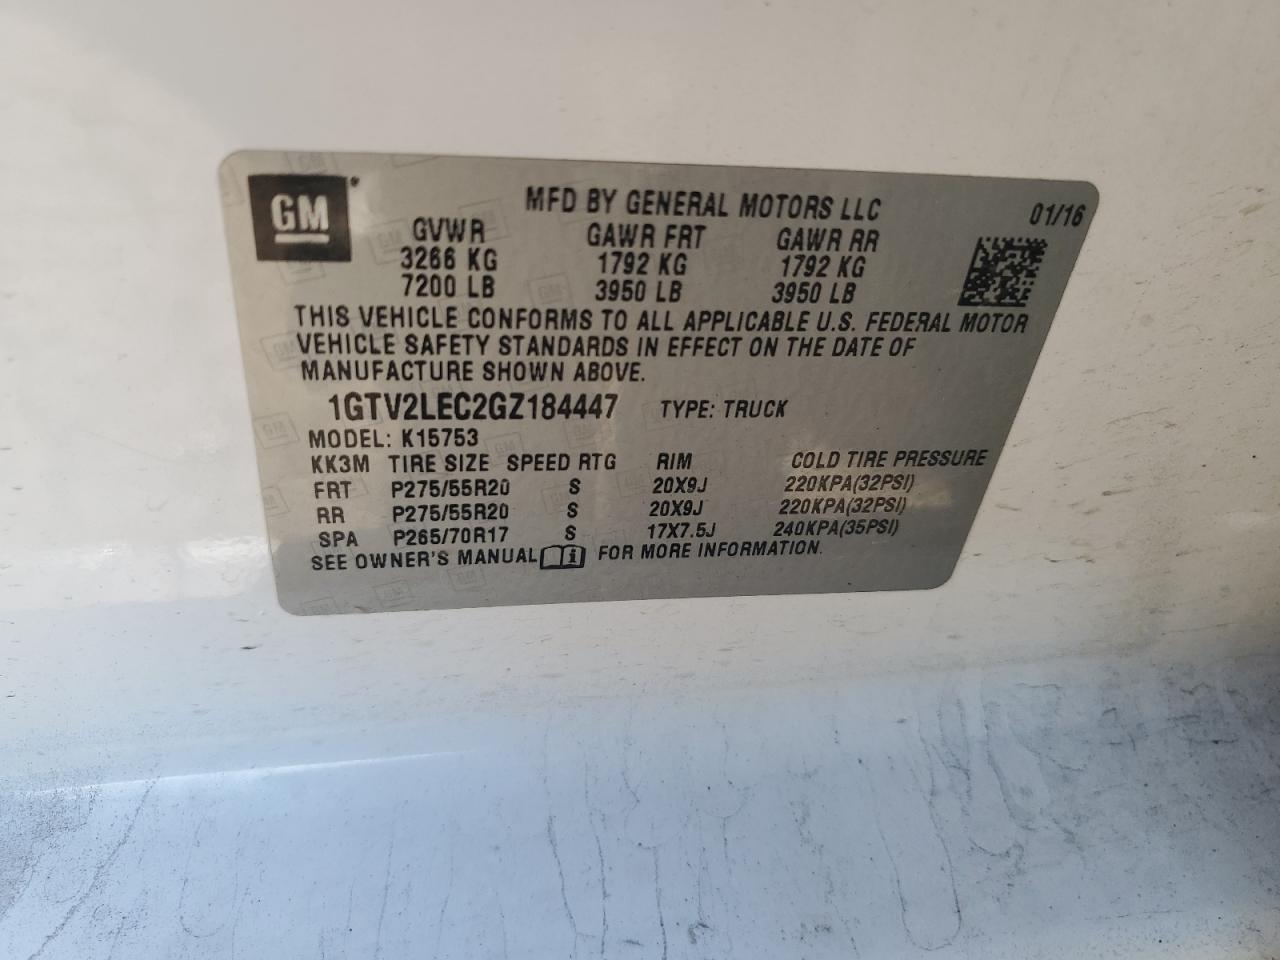 GM
MFD BY GENERAL MOTORS LLC 01/16
GVWR GAWR FRT GAWR RR
3266 KG 1792 KG 1792 KG
7200 LB 3950 LB 3950 LB
THIS VEHICLE CONFORMS TO ALL APPLICABLE U.S. FEDERAL MOTOR
VEHICLE SAFETY STANDARDS IN EFFECT ON THE DATE OF
MANUFACTURE SHOWN ABOVE.
1GTV2LEC2GZ184447 TYPE: TRUCK
MODEL: K15753
KK3M TIRE SIZE SPEED RTG RIM COLD TIRE PRESSURE
FRT P275/55R20 S 20X9J 220KPA(32PSI)
RR P275/55R20 S 20X9J 220KPA(32PSI)
SPA P265/70R17 S 17X7.5J 240KPA(35PSI)
SEE OWNER'S MANUAL FOR MORE INFORMATION.